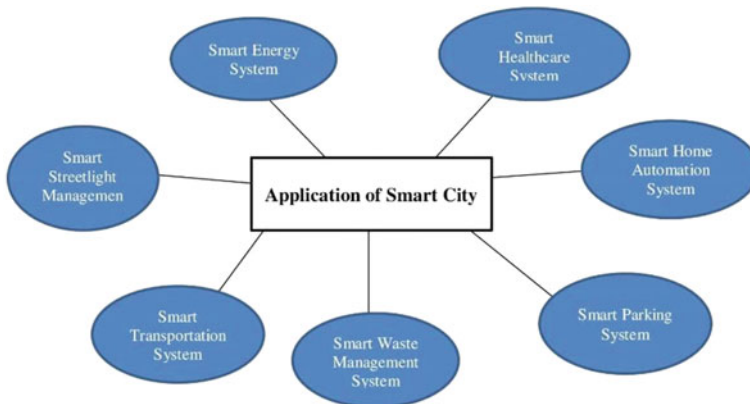 Smart Energy
System
Smart
Healthcare
System
Smart
Streetlight
Managemen
Application of Smart City
Smart Home
Automation
System
Smart
Transportation
System
Smart Waste
Management
System
Smart Parking
System